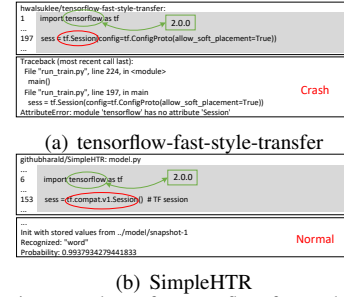 hwalsuklee/tensorflow-fast-style-transfer:
1 import tensorflow as tf
2.0.0
...
197 sess = tf.Session(config=tf.ConfigProto(allow_soft_placement=True))
Traceback (most recent call last):
File "run_train.py", line 224, in <module>
main()
File "run_train.py", line 197, in main
sess = tf.Session(config=tf.ConfigProto(allow_soft_placement=True))
AttributeError: module 'tensorflow' has no attribute 'Session'
Crash
(a) tensorflow-fast-style-transfer
githubharald/SimpleHTR: model.py
...
6 import tensorflow as tf
2.0.0
...
153 sess = tf.compat.v1.Session() # TF session
...
Init with stored values from ../model/snapshot-1
Recognized: "word"
Probability: 0.9937934279441833
Normal
(b) SimpleHTR